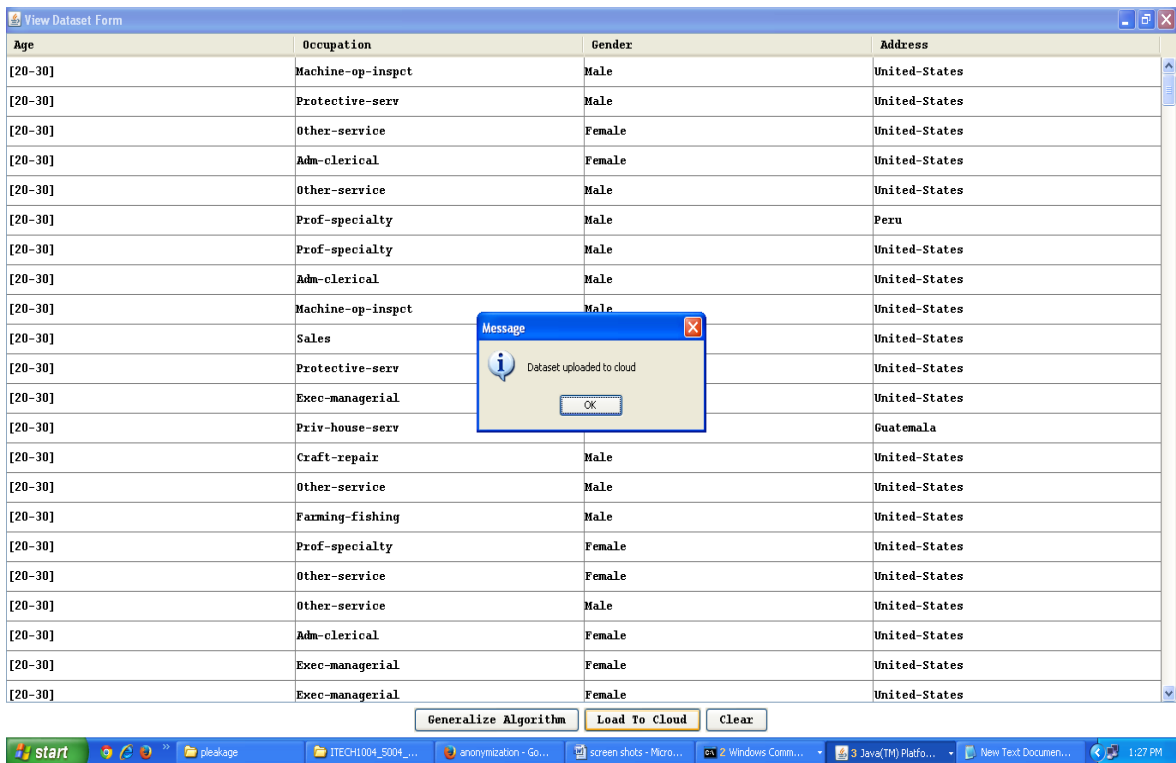 View Dataset Form
Age Occupation Gender Address
[20-30] Machine-op-inspct Male United-States
[20-30] Protective-serv Male United-States
[20-30] Other-service Female United-States
[20-30] Adm-clerical Female United-States
[20-30] Other-service Male United-States
[20-30] Prof-specialty Male Peru
[20-30] Prof-specialty Male United-States
[20-30] Adm-clerical Male United-States
[20-30] Machine-op-inspct Male United-States
[20-30] Sales United-States
[20-30] Protective-serv United-States
[20-30] Exec-managerial United-States
[20-30] Priv-house-serv Guatemala
Message
Dataset uploaded to cloud
OK
[20-30] Craft-repair Male United-States
[20-30] Other-service Male United-States
[20-30] Farming-fishing Male United-States
[20-30] Prof-specialty Female United-States
[20-30] Other-service Female United-States
[20-30] Other-service Male United-States
[20-30] Adm-clerical Female United-States
[20-30] Exec-managerial Female United-States
[20-30] Exec-managerial Female United-States
Generalize Algorithm Load To Cloud Clear
start pleakage ITECH1004_5004_... anonymization - Go... screen shots - Micro... 2 Windows Comm... 3 Java(TM) Platfo... New Text Documen... 1:27 PM